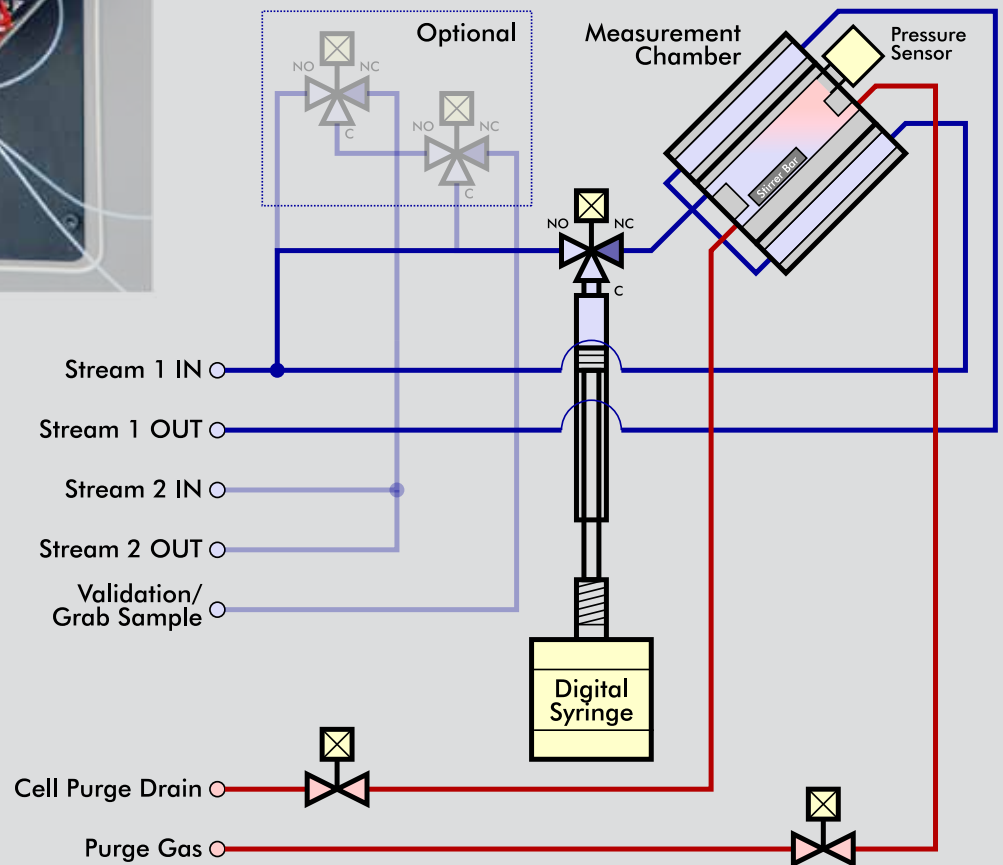 Optional
NO
NC
C
NO
NC
C
Measurement
Chamber
Pressure
Sensor
Stirrer Bar
NO
NC
C
Stream 1 IN
Stream 1 OUT
Stream 2 IN
Stream 2 OUT
Validation/
Grab Sample
Digital
Syringe
Cell Purge Drain
Purge Gas